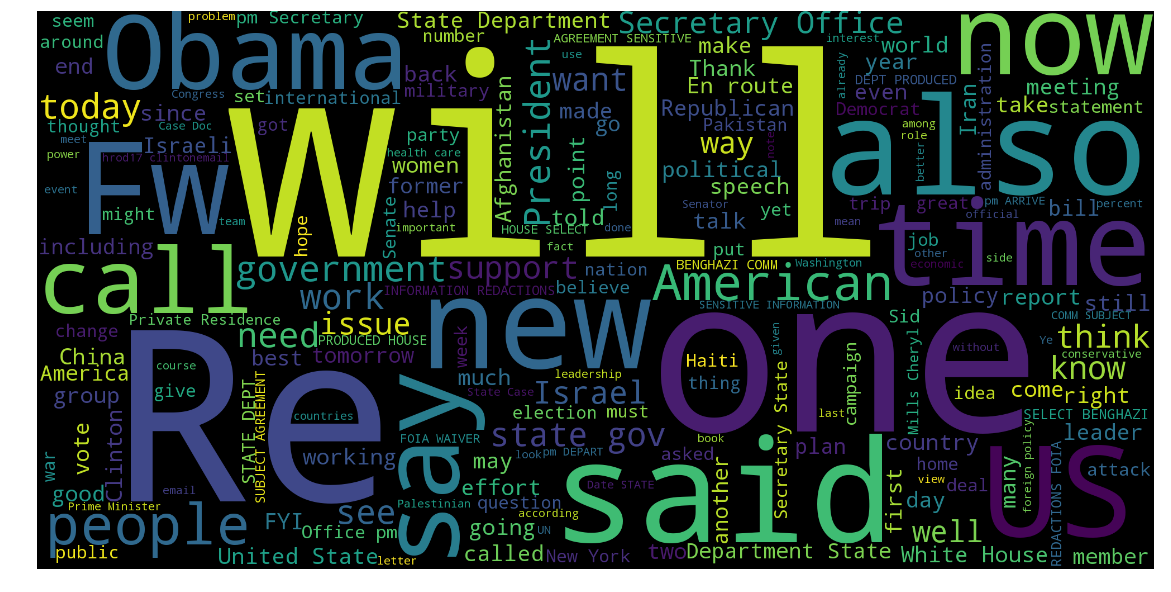 problem
pm Secretary
State Department
Secretary Office
now
seem
around
end
Obama
number
AGREEMENT SENSITIVE
make
interest
world
year
today
Congress
set
international
back
military
want
use
Thank
En route
already
DEPT PRODUCED
even
meeting
thought
Case Doc
since
got
will
Afghanistan
President
made
go
Republican
Pakistan
Democrat
Iran
take
statement
administration
meet
power
hrod17 clintonemail
Israeli
Fw
party
health care
women
former
point
long
way
note
political
among
role
also
better
event
might
team
help
important
told
speech
Senator
yet
talk
trip
great
pm ARRIVE
official
percent
including
hope
Senate
HOUSE SELECT
fact
done
put
mean
job
other
bill
call
government
support
nation
BENGHAZI COMM
Washington
economic
side
time
work
INFORMATION REDACTIONS
believe
American
SENSITIVE INFORMATION
policy
report
still
change
Private Residence
need
issue
PRODUCED HOUSE
new
one
Sid
COMM SUBJECT
China
America
course
give
Re
best
tomorrow
week
much
leadership
State Case
Haiti
thing
given
campaign
without
Ye
conservative
think
know
idea
come
right
group
STATE DEPT
SUBJECT AGREEMENT
countries
say
Israel
election
must
Secretary State
last
Mills Cheryl
SELECT BENGHAZI
vote
Clinton
FOIA WAIVER
state gov
book
plan
country
leader
war
good
working
look
pm DEPART
asked
another
home
view
many
foreign policy
REDACTIONS FOIA
attack
email
may
effort
Date STATE
said
first
day
deal
us
Prime Minister
people
FYI
see
Palestinian
question
according
UN
well
public
Office pm
going
United State
letter
called
New York
two
Department State
White House
member